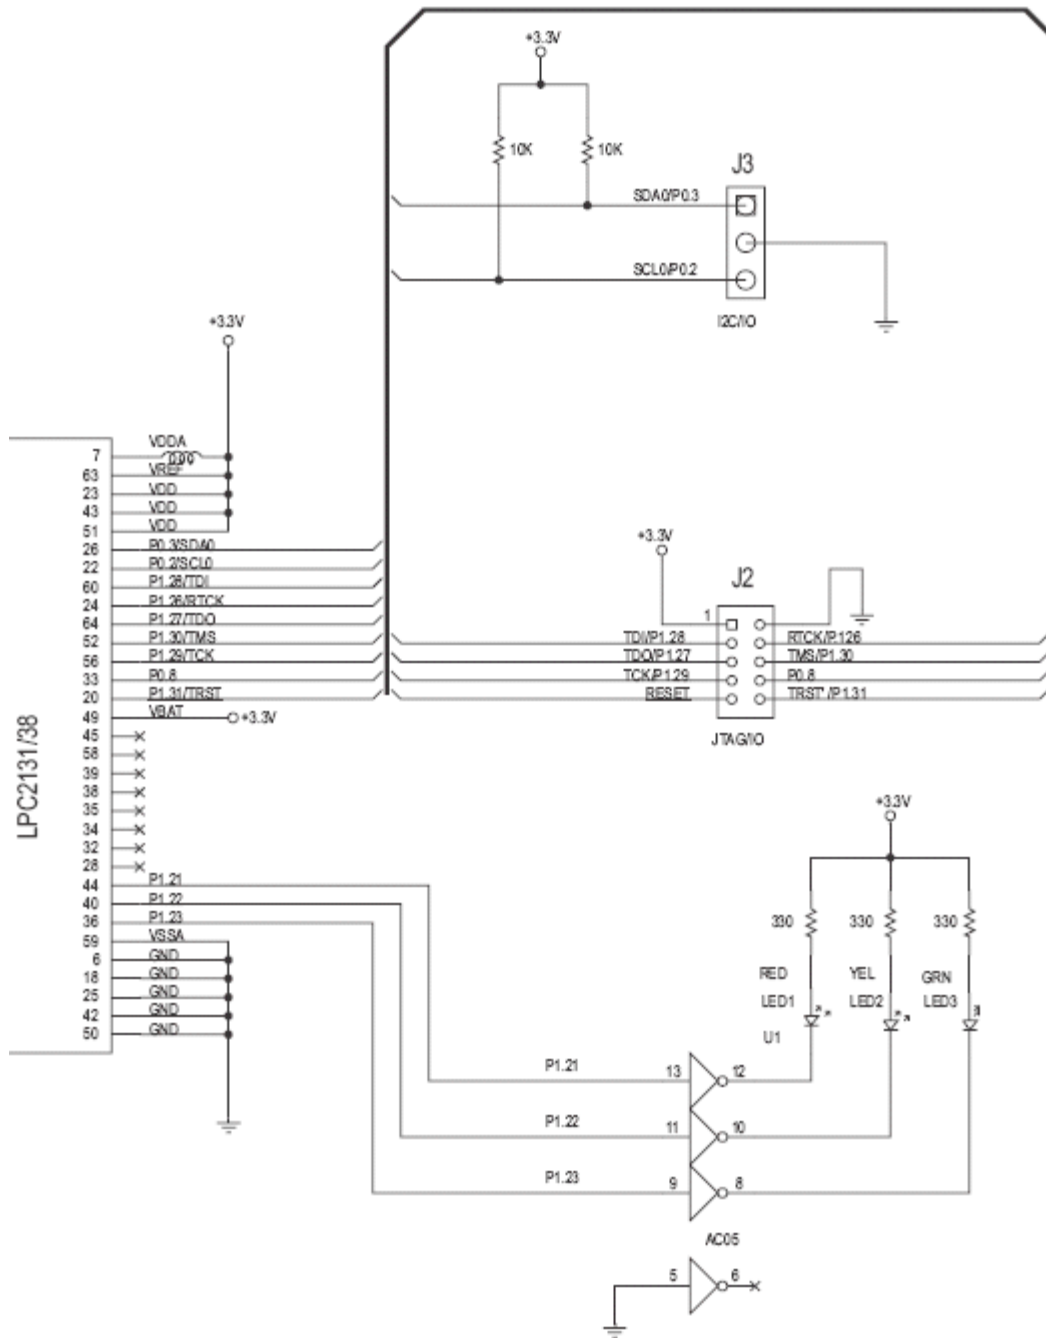 +3.3V
10K 10K
J3
SDA0/P0.3
SCL0/P0.2
I2C/IO
+3.3V
VDDA
7
VREF
63
VDD
23
VDD
43
VDD
51
P0.3/SDA0
26
P0.2/SCL0
22
P1.28/TDI
60
P1.26/RTCK
24
P1.27/TDO
64
P1.30/TMS
52
P1.29/TCK
56
P0.8
33
P1.31/TRST
20
VBAT
49
+3.3V
45
58
39
38
35
34
32
28
P1.21
44
P1.22
40
P1.23
36
VSSA
59
GND
6
GND
18
GND
25
GND
42
GND
50
LPC2131/38
+3.3V
J2
1
TDI/P1.28 RTCK/P.126
TDO/P1.27 TMS/P1.30
TCK/P1.29 P0.8
RESET TRST*/P1.31
JTAG/IO
+3.3V
330 330 330
RED YEL GRN
LED1 LED2 LED3
U1
P1.21 13 12
P1.22 11 10
P1.23 9 8
AC05
5 6